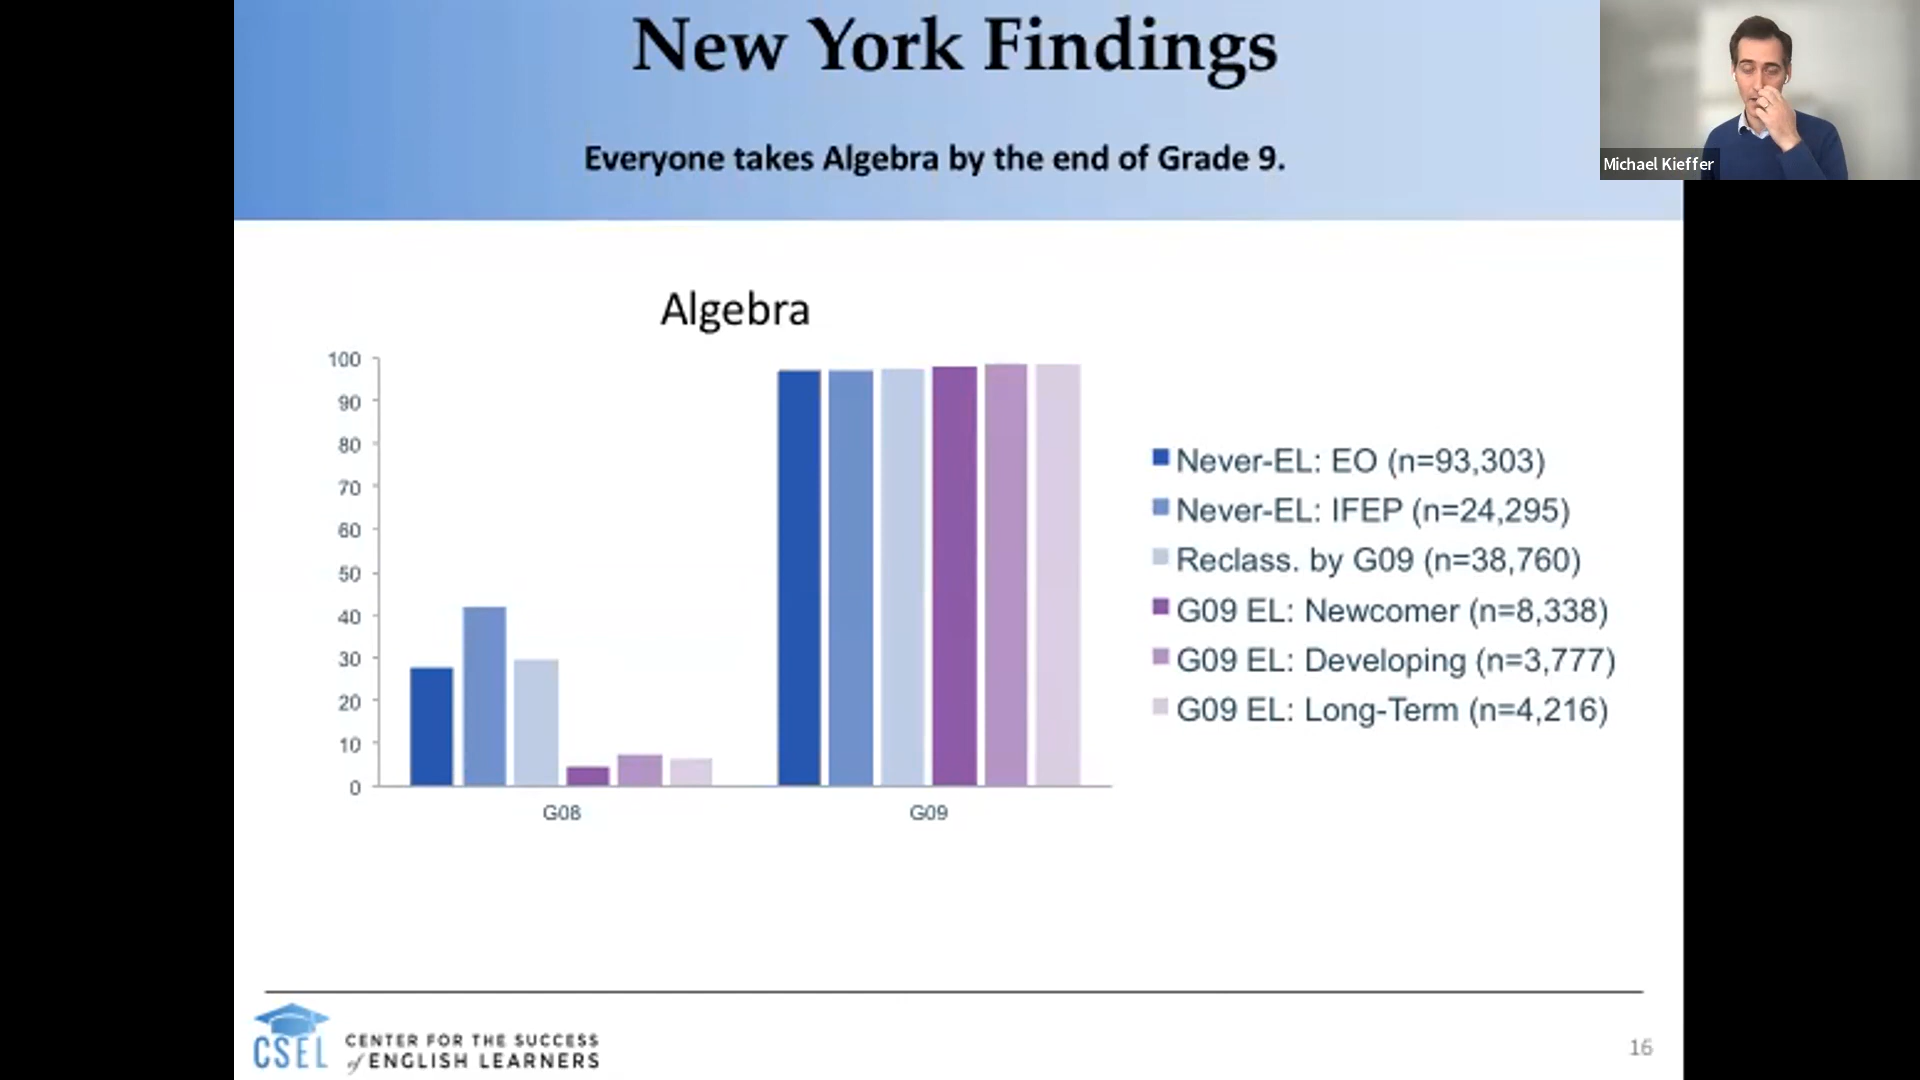 New York Findings
Everyone takes Algebra by the end of Grade 9.
Michael Kieffer
Algebra
100
90
80
70
60
50
40
30
20
10
0
G08
G09
Never-EL: EO (n=93,303)
Never-EL: IFEP (n=24,295)
Reclass. by G09 (n=38,760)
G09 EL: Newcomer (n=8,338)
G09 EL: Developing (n=3,777)
G09 EL: Long-Term (n=4,216)
CSEL
CENTER FOR THE SUCCESS
of ENGLISH LEARNERS
16